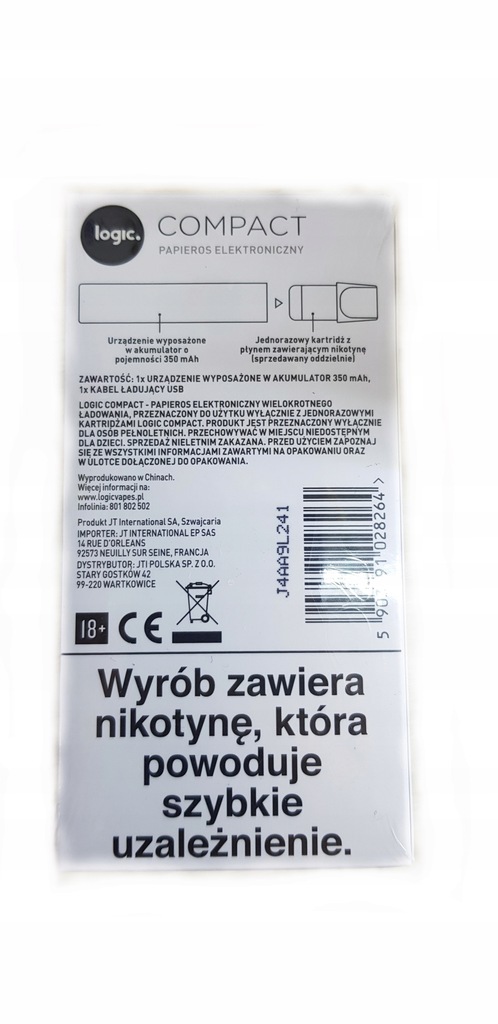 logic.
COMPACT
PAPIEROS ELEKTRONICZNY
Urządzenie wyposażone
w akumulator o
pojemności 350 mAh
Jednorazowy kartridż z
płynem zawierającym nikotynę
(sprzedawany oddzielnie)
ZAWARTOŚĆ: 1x URZĄDZENIE WYPOSAŻONE W AKUMULATOR 350 mAh,
1x KABEL ŁADUJĄCY USB
LOGIC COMPACT - PAPIEROS ELEKTRONICZNY WIELOKROTNEGO
ŁADOWANIA, PRZEZNACZONY DO UŻYTKU WYŁĄCZNIE Z JEDNORAZOWYMI
KARTRIDŻAMI LOGIC COMPACT. PRODUKT JEST PRZEZNACZONY WYŁĄCZNIE
DLA OSÓB PEŁNOLETNICH. PRZECHOWYWAĆ W MIEJSCU NIEDOSTĘPNYM
DLA DZIECI. SPRZEDAŻ NIELETNIM ZAKAZANA. PRZED UŻYCIEM ZAPOZNAJ
SIĘ ZE WSZYSTKIMI INFORMACJAMI ZAWARTYMI NA OPAKOWANIU ORAZ
W ULOTCE DOŁĄCZONEJ DO OPAKOWANIA.
Wyprodukowano w Chinach.
Więcej informacji na:
www.logicvapes.pl
Infolinia: 801 802 502
Produkt JT International SA, Szwajcaria
IMPORTER: JT INTERNATIONAL EP SAS
14 RUE D'ORLEANS
92573 NEUILLY SUR SEINE, FRANCJA
DYSTRYBUTOR: JTI POLSKA SP. Z O.O.
STARY GOSTKÓW 42
99-220 WARTKOWICE
18+ CE
J4AA9L241
028264>
Wyrób zawiera
nikotynę, która
powoduje
szybkie
uzależnienie.